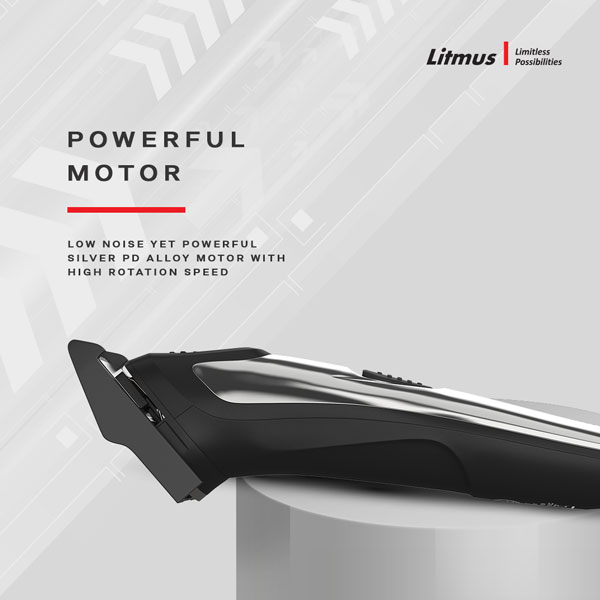 Litmus
Limitless
Possibilities
POWERFUL
MOTOR
LOW NOISE YET POWERFUL
SILVER PD ALLOY MOTOR WITH
HIGH ROTATION SPEED